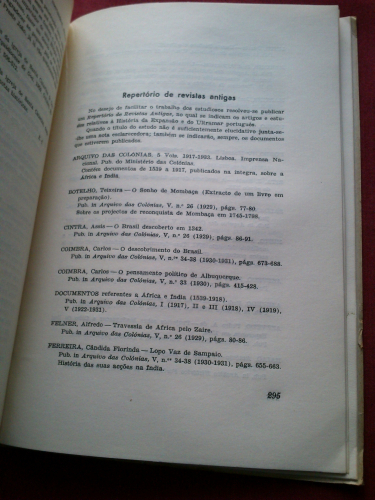 Repertório de revistas antigas
No desejo de facilitar o trabalho dos estudiosos resolveu-se publicar
um Repertório de Revistas Antigas, no qual se indicam os artigos e estu-
dos relativos à História da Expansão e do Ultramar português.
Quando o título do estudo não é suficientemente elucidativo junta-se-
-lhe uma nota esclarecedora; também se indicação, sempre, os documentos
que estiverem publicados.
ARQUIVO DAS COLONIAS. 5 Vols. 1917-1933. Lisboa. Imprensa Na-
cional. Pub. do Ministério das Colónias.
Contém documentos de 1539 a 1817, publicados na íntegra, sobre a
África e Índia.
BOTELHO, Teixeira — O Bomba de Mombaça (Extracto de um livro em
preparação).
Pub. in Arquivo das Colónias, V, n.º 26 (1929), págs. 77-80
Sobre os projectos de reconquista de Mombaça em 1745-1798.
CINTRA, Assis — O Brasil descoberto em 1342.
Pub. in Arquivo das Colónias, V, n.º 26 (1929), págs. 86-91.
COIMBRA, Carlos — O descobrimento do Brasil.
Pub. in Arquivo das Colónias, V, n.ºs 34-38 (1930-1931), págs. 673-688.
COIMBRA, Carlos — O pensamento político de Albuquerque.
Pub. in Arquivo das Colónias, V, n.º 33 (1930), págs. 415-428.
DOCUMENTOS referentes a África e Índia (1539-1918).
Pub. in Arquivo das Colónias, I (1917), II e III (1918), IV (1919),
V (1922-1931).
FELNER, Alfredo — Travessia de África pelo Zaire.
Pub. in Arquivo das Colónias, V, n.º 26 (1929), págs. 80-86.
FERREIRA, Cândida Florinda — Lopo Vaz de Sampaio.
Pub. in Arquivo das Colónias, V, n.ºs 34-38 (1930-1931), págs. 655-663.
História das suas acções na Índia.
295